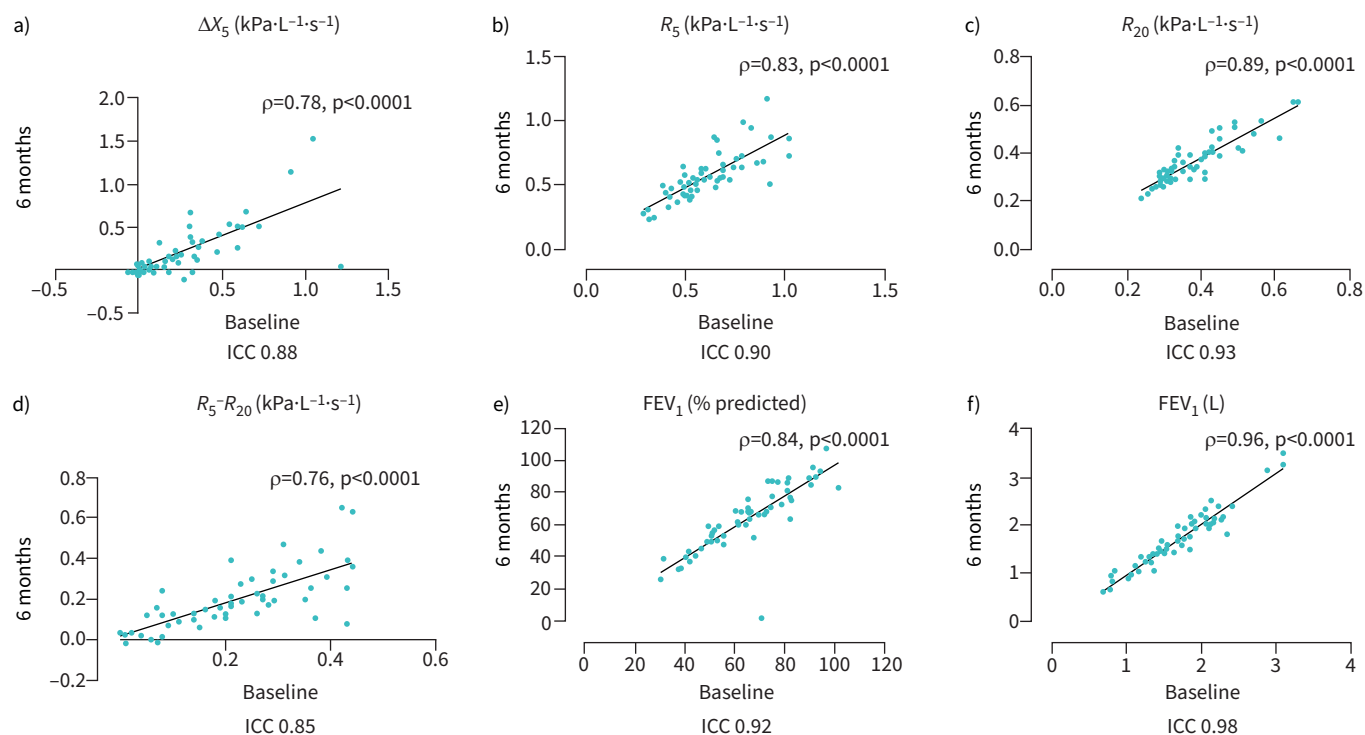 a)
ΔX₅ (kPa·L⁻¹·s⁻¹)
ρ=0.78, p<0.0001
6 months
2.0
1.5
1.0
0.5
−0.5
−0.5
0.5
1.0
1.5
Baseline
ICC 0.88
b)
R₅ (kPa·L⁻¹·s⁻¹)
ρ=0.83, p<0.0001
6 months
1.5
1.0
0.5
0.0
0.0
0.5
1.0
1.5
Baseline
ICC 0.90
c)
R₂₀ (kPa·L⁻¹·s⁻¹)
ρ=0.89, p<0.0001
6 months
0.8
0.6
0.4
0.2
0.0
0.0
0.2
0.4
0.6
0.8
Baseline
ICC 0.93
d)
R₅-R₂₀ (kPa·L⁻¹·s⁻¹)
ρ=0.76, p<0.0001
6 months
0.8
0.6
0.4
0.2
0.0
−0.2
0.2
0.4
0.6
Baseline
ICC 0.85
e)
FEV₁ (% predicted)
ρ=0.84, p<0.0001
6 months
120
100
80
60
40
20
0
0
20
40
60
80
100
120
Baseline
ICC 0.92
f)
FEV₁ (L)
ρ=0.96, p<0.0001
6 months
4
3
2
1
0
0
1
2
3
4
Baseline
ICC 0.98